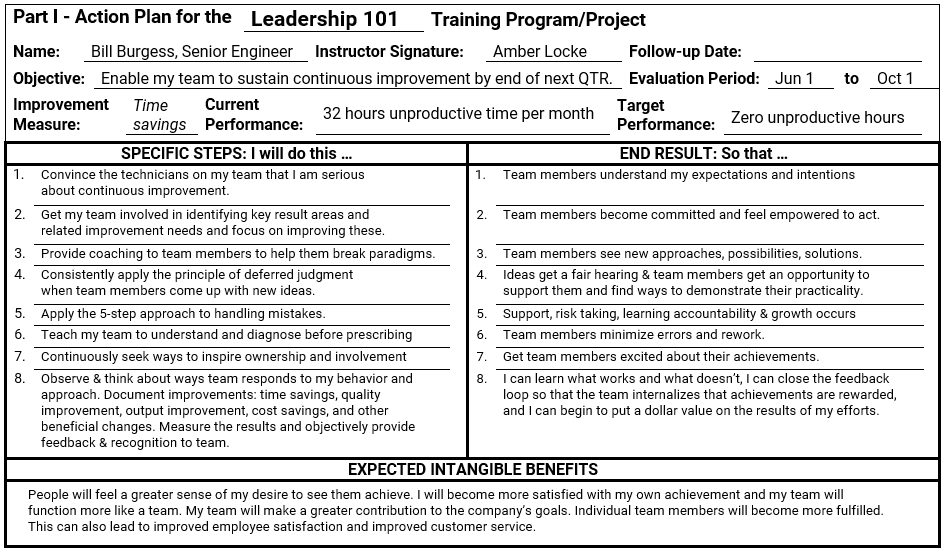 Part I - Action Plan for the Leadership 101 Training Program/Project
Name: Bill Burgess, Senior Engineer Instructor Signature: Amber Locke Follow-up Date:
Objective: Enable my team to sustain continuous improvement by end of next QTR. Evaluation Period: Jun 1 to Oct 1
Improvement Measure: Time savings Current Performance: 32 hours unproductive time per month Target Performance: Zero unproductive hours
SPECIFIC STEPS: I will do this ...
1. Convince the technicians on my team that I am serious
about continuous improvement.
2. Get my team involved in identifying key result areas and
related improvement needs and focus on improving these.
3. Provide coaching to team members to help them break paradigms.
4. Consistently apply the principle of deferred judgment
when team members come up with new ideas.
5. Apply the 5-step approach to handling mistakes.
6. Teach my team to understand and diagnose before prescribing
7. Continuously seek ways to inspire ownership and involvement
8. Observe & think about ways team responds to my behavior and
approach. Document improvements: time savings, quality
improvement, output improvement, cost savings, and other
beneficial changes. Measure the results and objectively provide
feedback & recognition to team.
END RESULT: So that ...
1. Team members understand my expectations and intentions
2. Team members become committed and feel empowered to act.
3. Team members see new approaches, possibilities, solutions.
4. Ideas get a fair hearing & team members get an opportunity to
support them and find ways to demonstrate their practicality.
5. Support, risk taking, learning accountability & growth occurs
6. Team members minimize errors and rework.
7. Get team members excited about their achievements.
8. I can learn what works and what doesn't, I can close the feedback
loop so that the team internalizes that achievements are rewarded,
and I can begin to put a dollar value on the results of my efforts.
EXPECTED INTANGIBLE BENEFITS
People will feel a greater sense of my desire to see them achieve. I will become more satisfied with my own achievement and my team will
function more like a team. My team will make a greater contribution to the company's goals. Individual team members will become more fulfilled.
This can also lead to improved employee satisfaction and improved customer service.